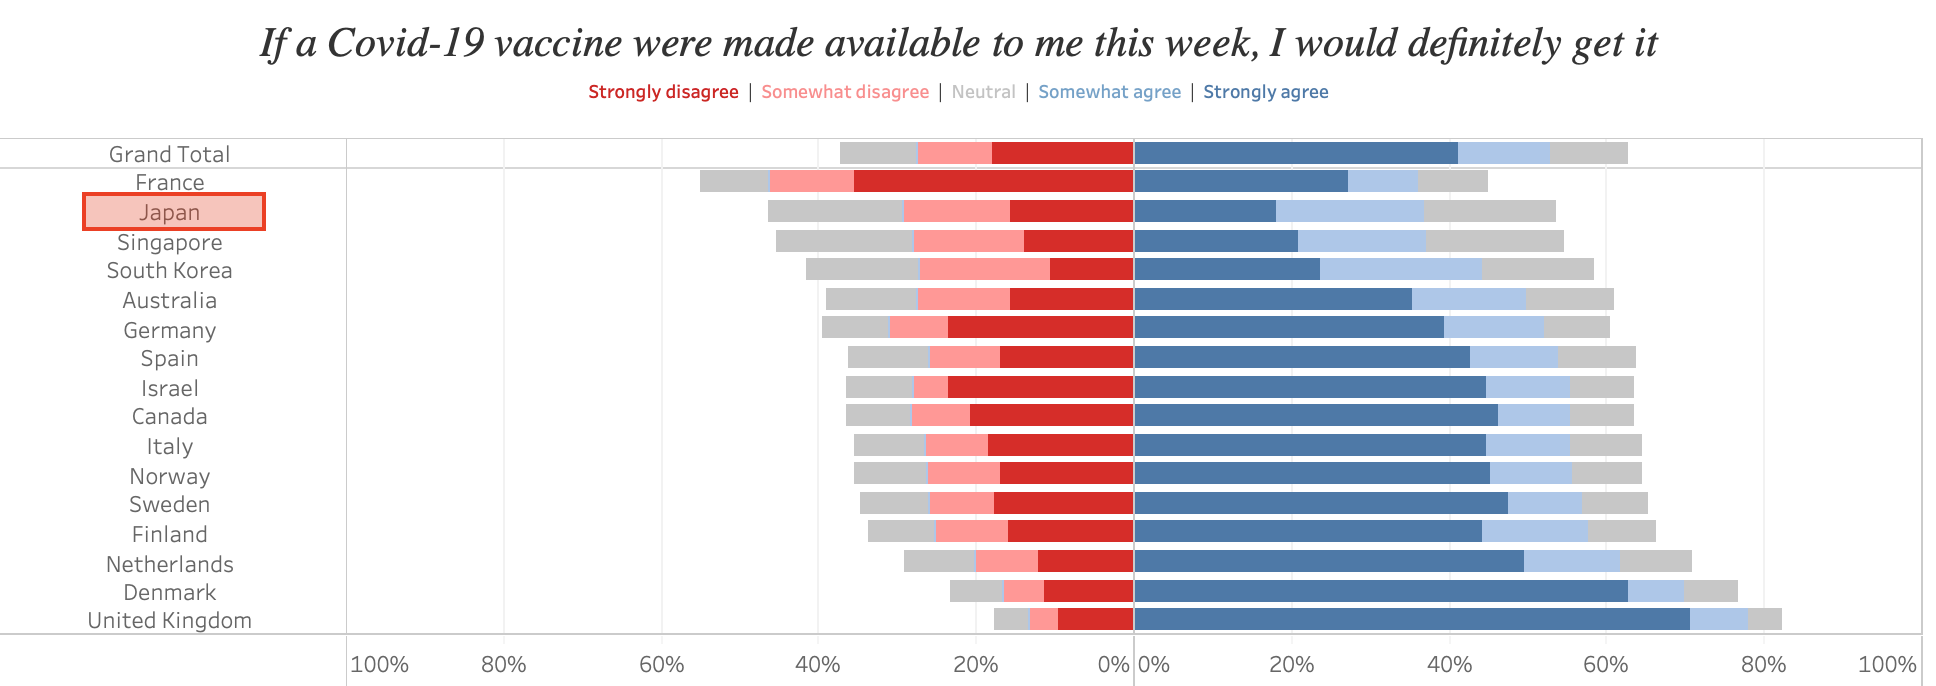 If a Covid-19 vaccine were made available to me this week, I would definitely get it
Strongly disagree | Somewhat disagree | Neutral | Somewhat agree | Strongly agree
Grand Total
France
Japan
Singapore
South Korea
Australia
Germany
Spain
Israel
Canada
Italy
Norway
Sweden
Finland
Netherlands
Denmark
United Kingdom
100% 80% 60% 40% 20% 0% 0% 20% 40% 60% 80% 100%